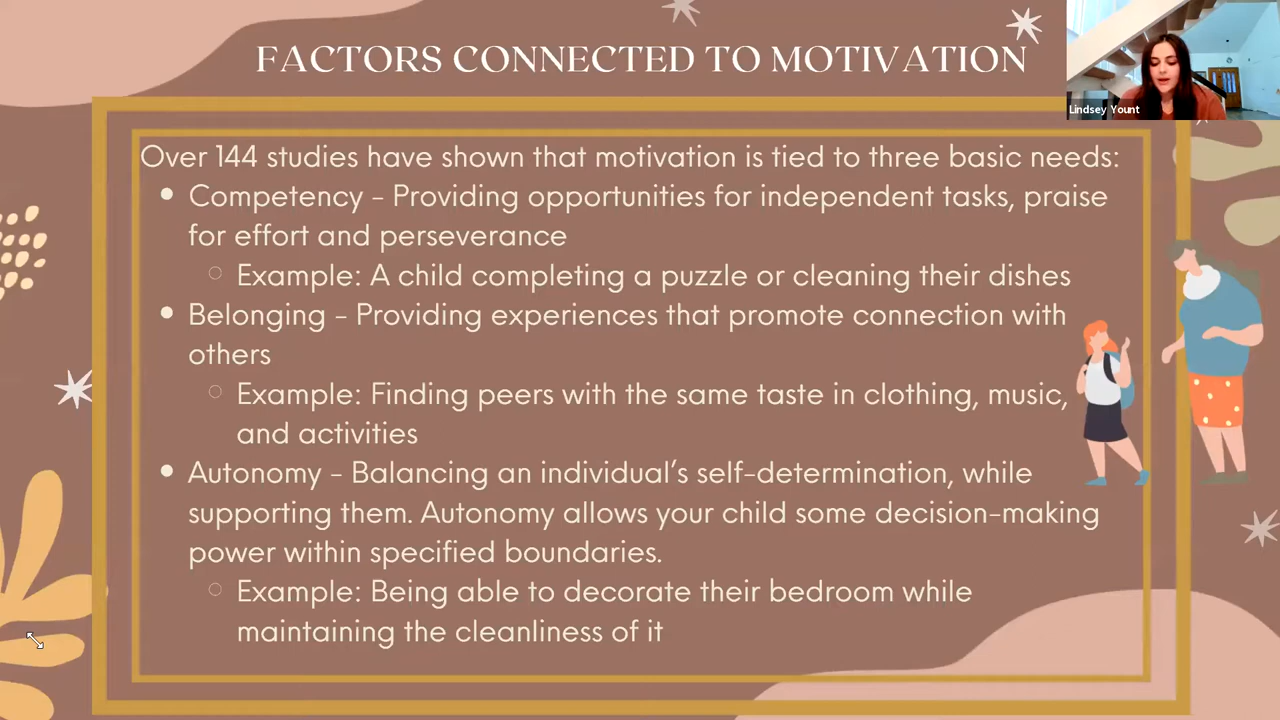 FACTORS CONNECTED TO MOTIVATION
Lindsey Yount
Over 144 studies have shown that motivation is tied to three basic needs:
Competency - Providing opportunities for independent tasks, praise
for effort and perseverance
Example: A child completing a puzzle or cleaning their dishes
Belonging - Providing experiences that promote connection with
others
Example: Finding peers with the same taste in clothing, music,
and activities
Autonomy - Balancing an individual's self-determination, while
supporting them. Autonomy allows your child some decision-making
power within specified boundaries.
Example: Being able to decorate their bedroom while
maintaining the cleanliness of it